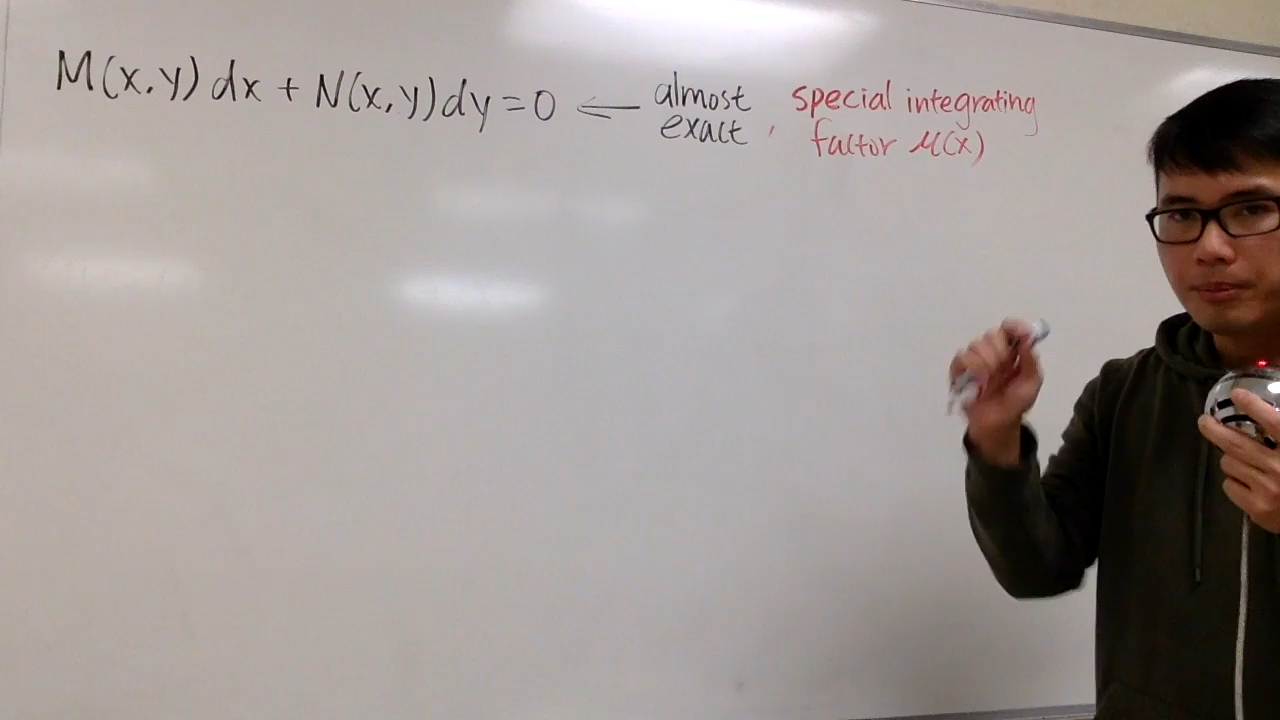 M(x,y) dx + N(x,y) dy = 0 ← almost exact, special integrating factor μ(x)